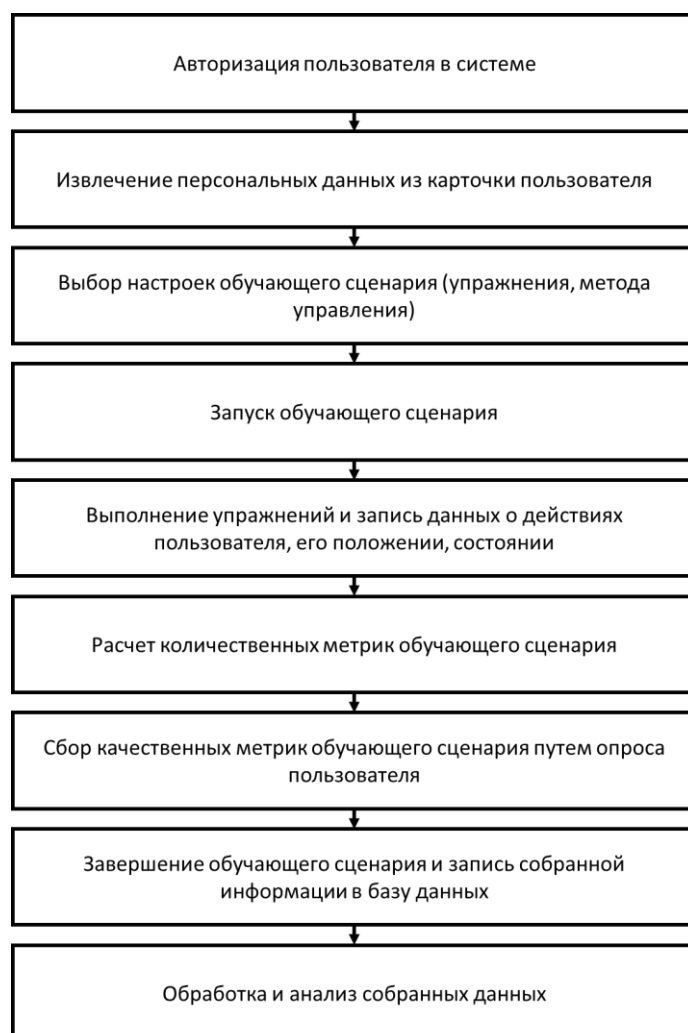 Авторизация пользователя в системе
Извлечение персональных данных из карточки пользователя
Выбор настроек обучающего сценария (упражнения, метода
управления)
Запуск обучающего сценария
Выполнение упражнений и запись данных о действиях
пользователя, его положении, состоянии
Расчет количественных метрик обучающего сценария
Сбор качественных метрик обучающего сценария путем опроса
пользователя
Завершение обучающего сценария и запись собранной
информации в базу данных
Обработка и анализ собранных данных